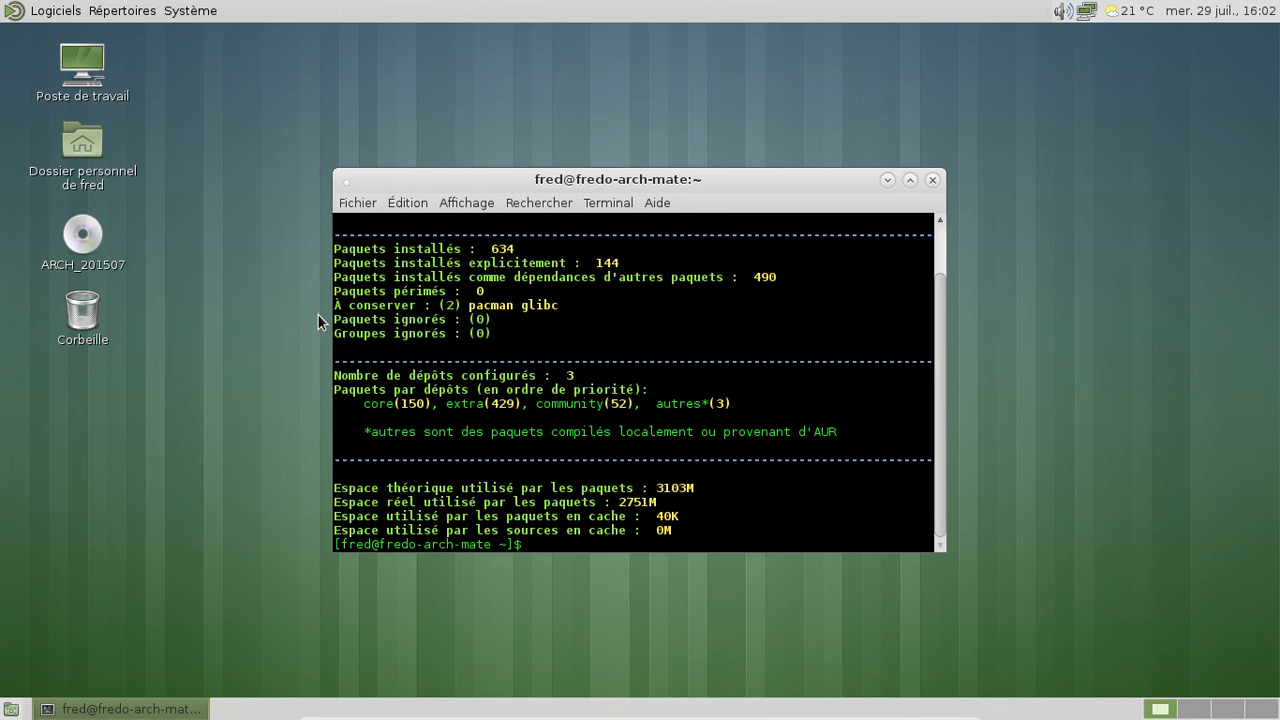 Logiciels Répertoires Système
21 °C mer. 29 juil., 16:02
Poste de travail
Dossier personnel
de fred
ARCH_201507
Corbeille
fred@fredo-arch-mate:~
Fichier Édition Affichage Rechercher Terminal Aide
--------------------------------------------------------------------------------
Paquets installés :  634
Paquets installés explicitement :  144
Paquets installés comme dépendances d'autres paquets :  490
Paquets périmés :  0
À conserver : (2) pacman glibc
Paquets ignorés : (0)
Groupes ignorés : (0)
--------------------------------------------------------------------------------
Nombre de dépôts configurés :  3
Paquets par dépôts (en ordre de priorité):
core(150), extra(429), community(52),  autres*(3)
*autres sont des paquets compilés localement ou provenant d'AUR
--------------------------------------------------------------------------------
Espace théorique utilisé par les paquets : 3103M
Espace réel utilisé par les paquets : 2751M
Espace utilisé par les paquets en cache :  40K
Espace utilisé par les sources en cache :  0M
[fred@fredo-arch-mate ~]$
fred@fredo-arch-mat...